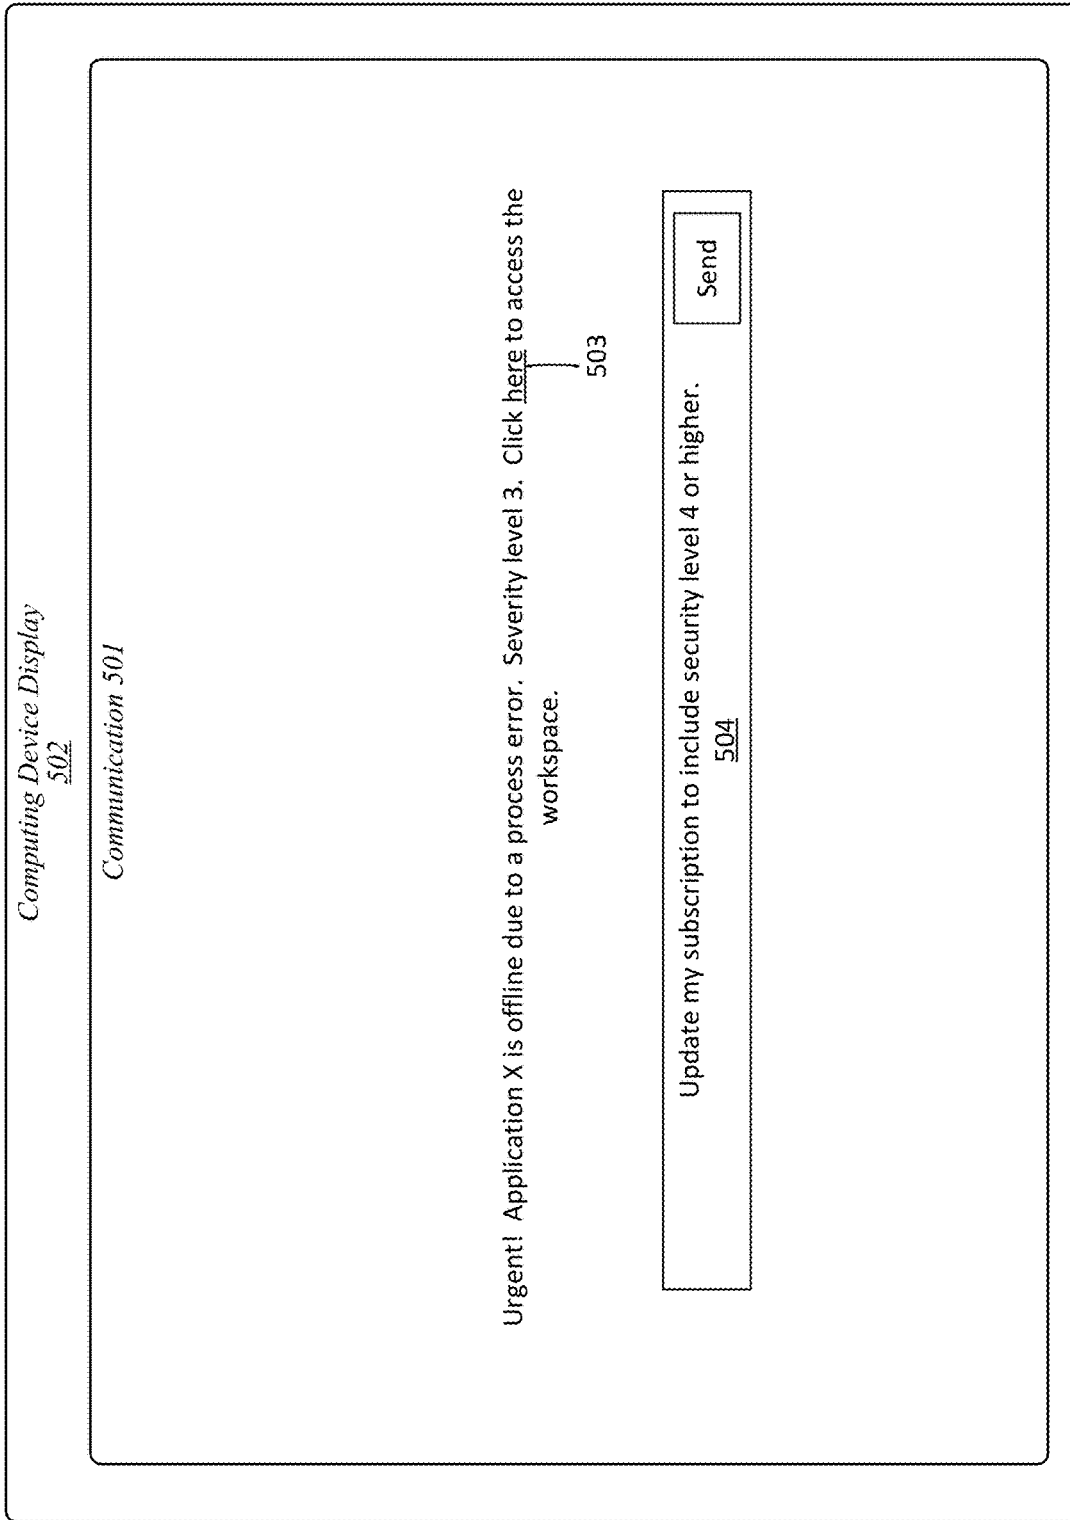 Computing Device Display
502
Communication 501
Urgent!  Application X is offline due to a process error.  Severity level 3.  Click here to access the
workspace.
503
Update my subscription to include security level 4 or higher.
504
Send